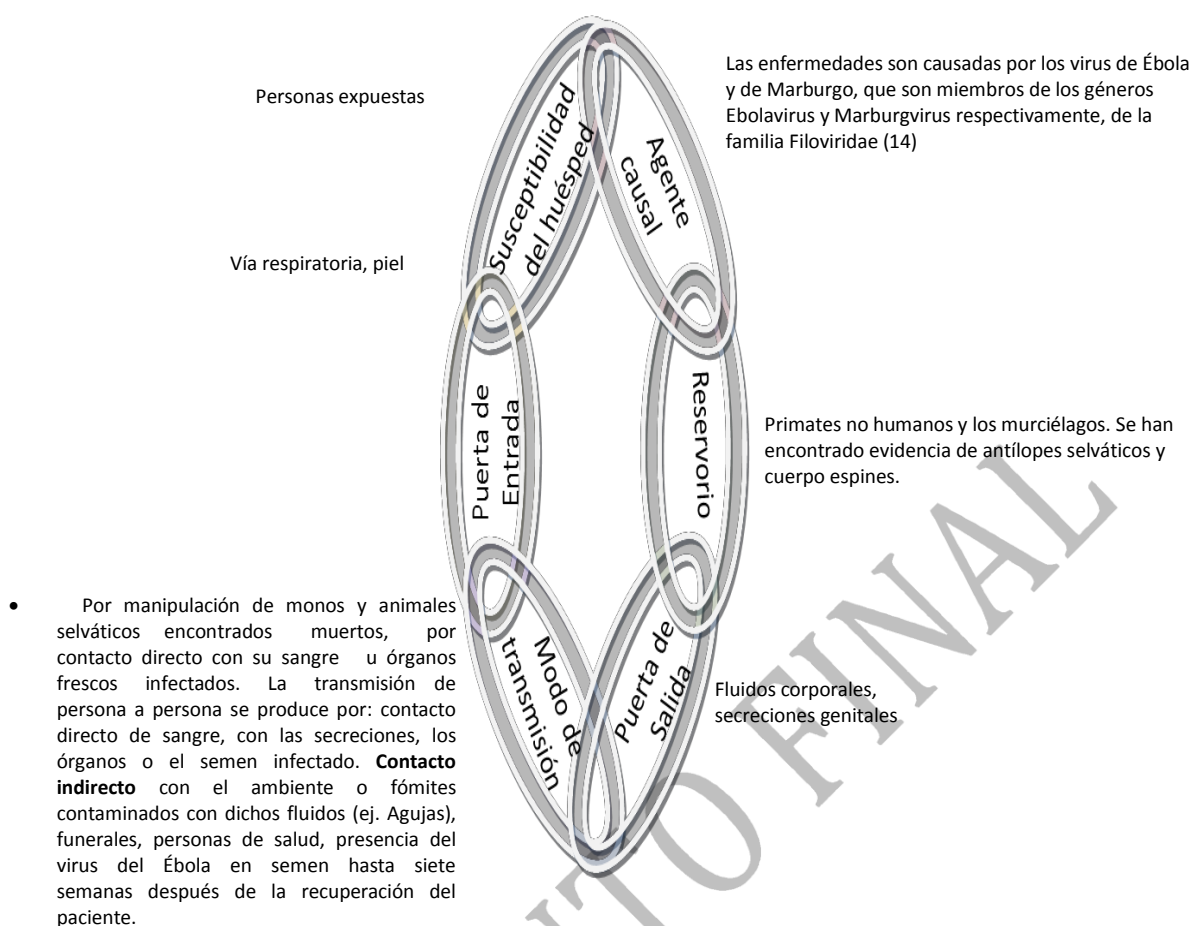 Personas expuestas
Las enfermedades son causadas por los virus de Ébola
y de Marburgo, que son miembros de los géneros
Ebolavirus y Marburgvirus respectivamente, de la
familia Filoviridae (14)
Susceptibilidad
del huésped
Agente
causal
Vía respiratoria, piel
Puerta de
Entrada
Reservorio
Primates no humanos y los murciélagos. Se han
encontrado evidencia de antílopes selváticos y
cuerpo espines.
• Por manipulación de monos y animales
selváticos encontrados muertos, por
contacto directo con su sangre u órganos
frescos infectados. La transmisión de
persona a persona se produce por: contacto
directo de sangre, con las secreciones, los
órganos o el semen infectado. Contacto
indirecto con el ambiente o fómites
contaminados con dichos fluidos (ej. Agujas),
funerales, personas de salud, presencia del
virus del Ébola en semen hasta siete
semanas después de la recuperación del
paciente.
Modo de
transmisión
Puerta de
Salida
Fluidos corporales,
secreciones genitales
TO FINAL